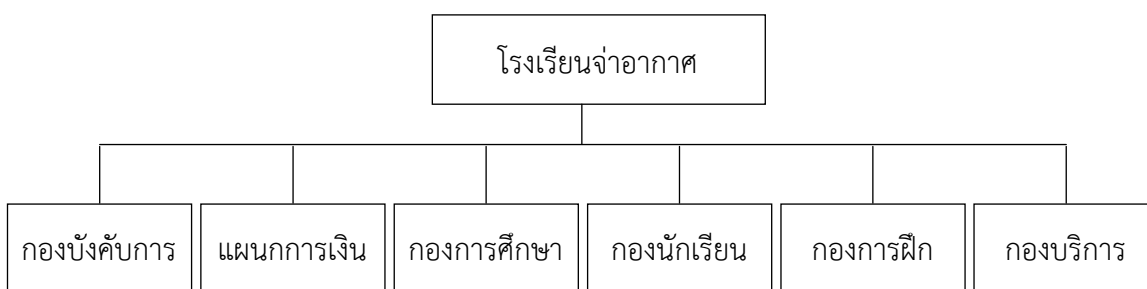 โรงเรียนจ่าอากาศ
กองบังคับการ
แผนกการเงิน
กองการศึกษา
กองนักเรียน
กองการฝึก
กองบริการ